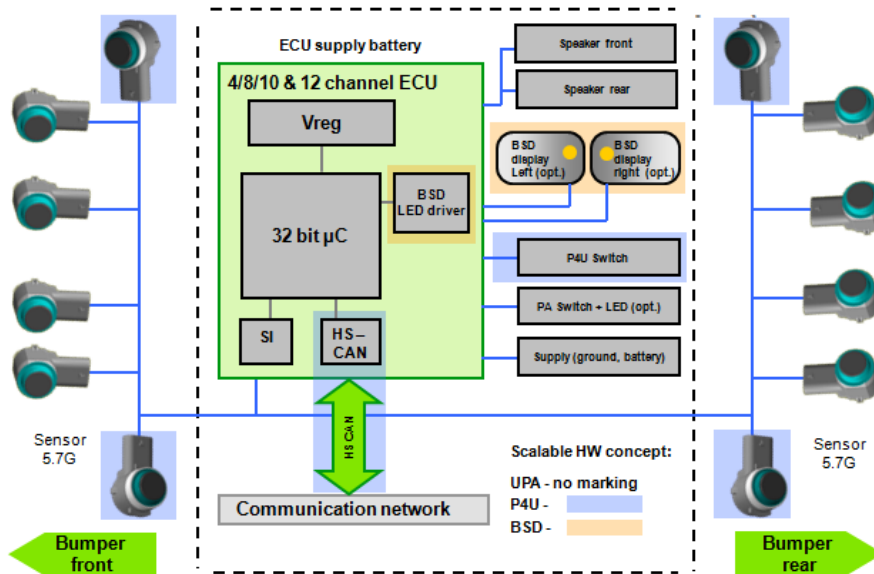 ECU supply battery
4/8/10 & 12 channel ECU
Vreg
32 bit µC
BSD
LED driver
SI
HS –
CAN
HS CAN
Communication network
Speaker front
Speaker rear
BSD
display
Left (opt.)
BSD
display
right (opt.)
P4U Switch
PA Switch + LED (opt.)
Supply (ground, battery)
Sensor
5.7G
Sensor
5.7G
Scalable HW concept:
UPA - no marking
P4U -
BSD -
Bumper
front
Bumper
rear